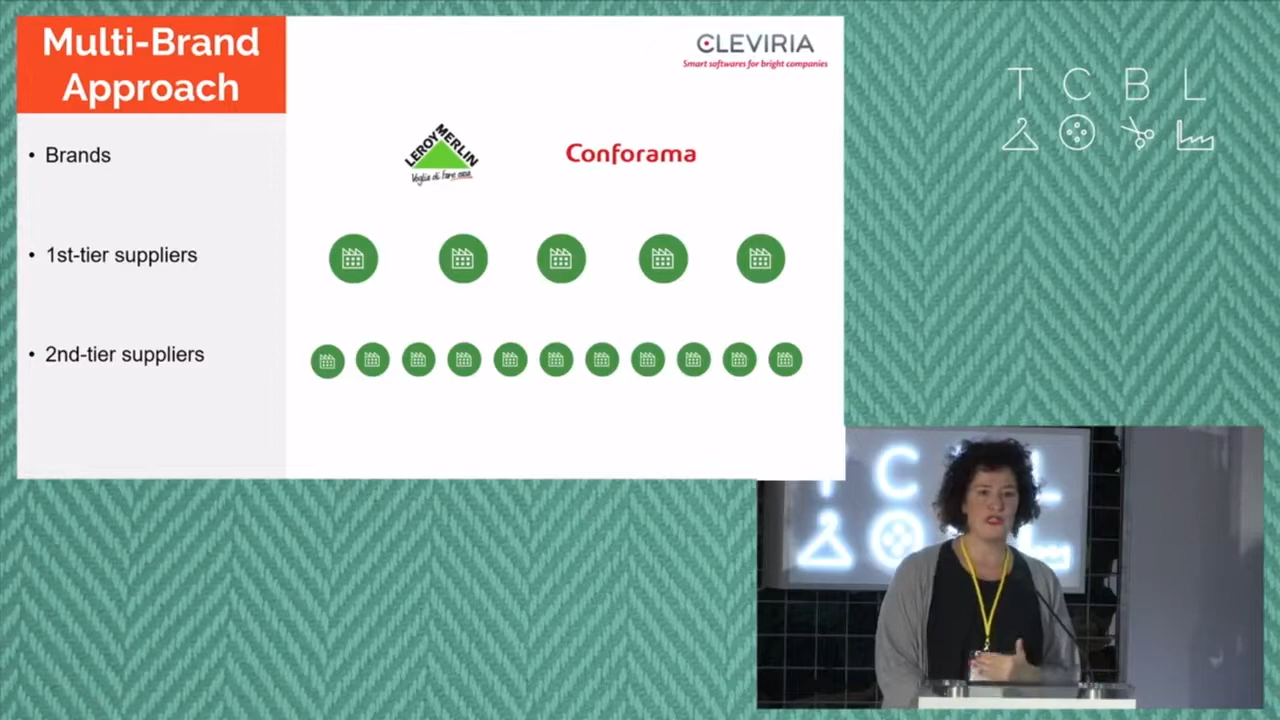 Multi-Brand
Approach
CLEVIRIA
Smart softwares for bright companies
T C B L
• Brands
LEROY MERLIN
Voglia di fare casa
Conforama
• 1st-tier suppliers
• 2nd-tier suppliers
T C L